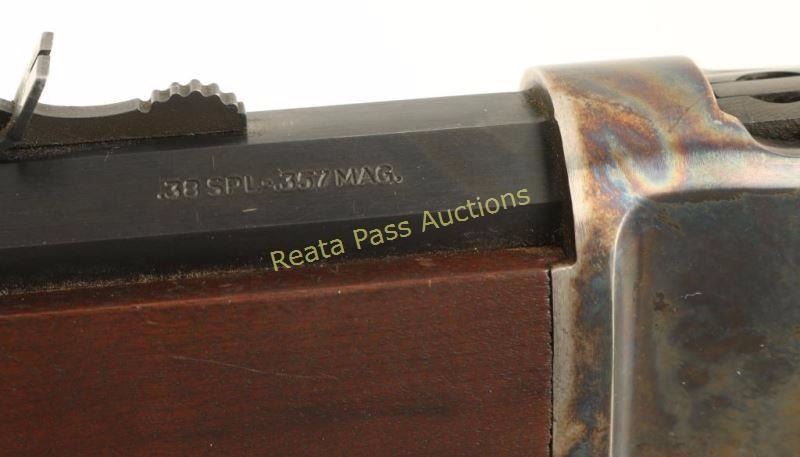 .38 SPL-.357 MAG.
Reata Pass Auctions